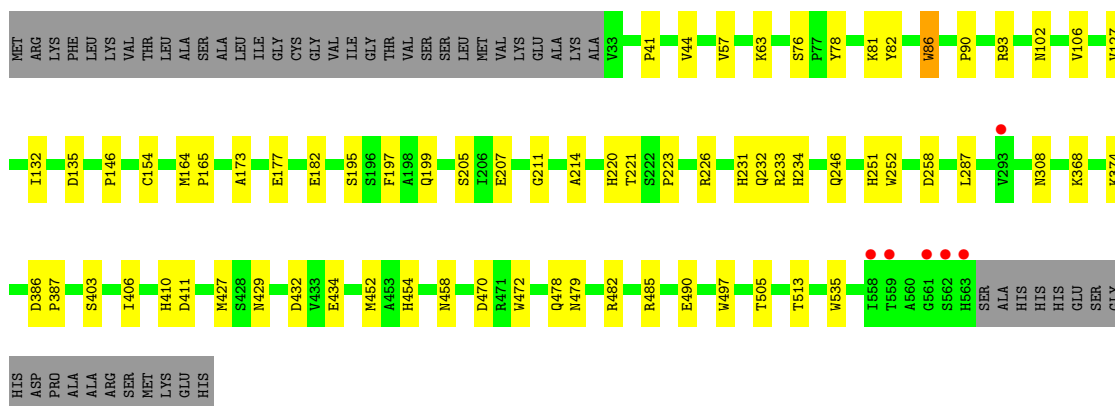 MET ARG LYS PHE LEU LEU LYS VAL THR LEU ALA SER ALA LEU ILE GLY CYS GLY VAL ILE GLY THR VAL SER SER LEU MET VAL LYS GLU ALA LYS ALA V33 P41 V44 V57 K63 S76 P77 Y78 K81 Y82 W86 P90 R93 N102 V106
I132 D135 P146 C154 M164 P165 A173 E177 E182 S195 S196 F197 A198 Q199 S205 I206 E207 G211 A214 H220 T221 S222 P223 R226 H231 Q232 R233 H234 Q246 H251 W252 D258 L287 V293 N308 K368
D386 P387 S403 I406 H410 D411 M427 S428 N429 D432 V433 E434 M452 A453 H454 N458 D470 R471 W472 Q478 N479 R482 R485 E490 W497 T505 T513 W535 I558 T559 A560 G561 S562 H563 SER ALA HIS HIS HIS GLU SER GLY
HIS ASP PRO ALA ALA ARG SER MET LYS GLU HIS